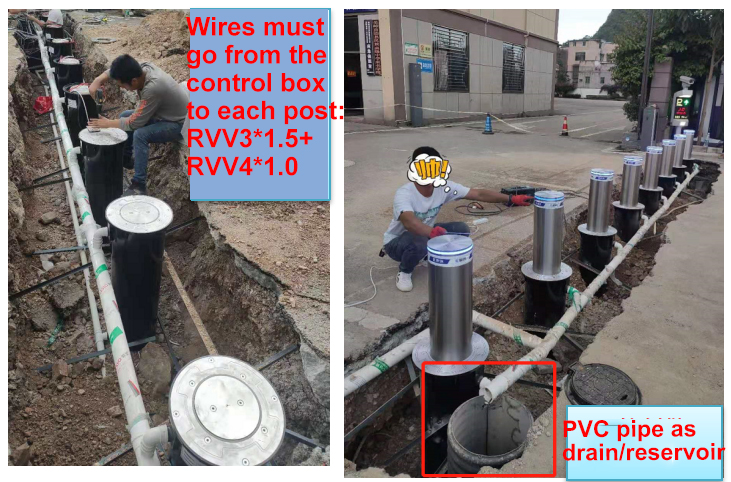 Wires must
go from the
control box
to each post:
RVV3*1.5+
RVV4*1.0
帅!
PVC pipe as
drain/reservoir